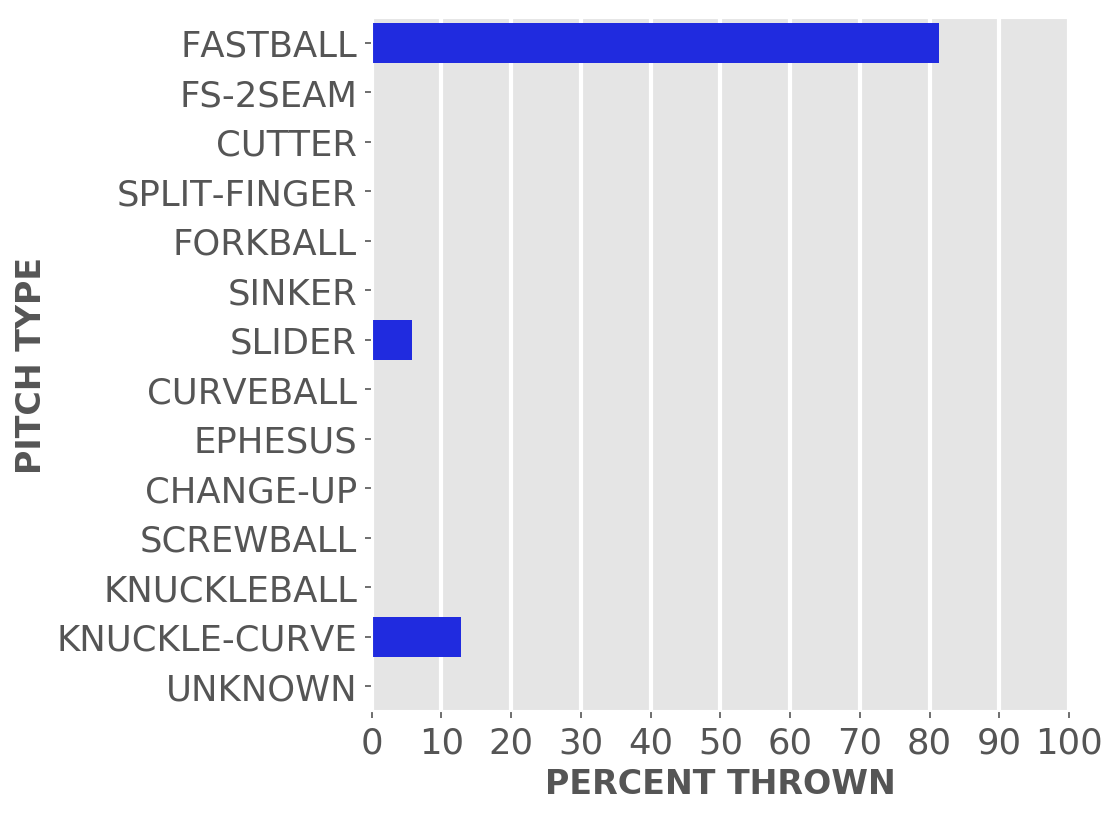 FASTBALL
FS-2SEAM
CUTTER
SPLIT-FINGER
FORKBALL
SINKER
SLIDER
CURVEBALL
EPHESUS
CHANGE-UP
SCREWBALL
KNUCKLEBALL
KNUCKLE-CURVE
UNKNOWN
PITCH TYPE
0 10 20 30 40 50 60 70 80 90 100
PERCENT THROWN